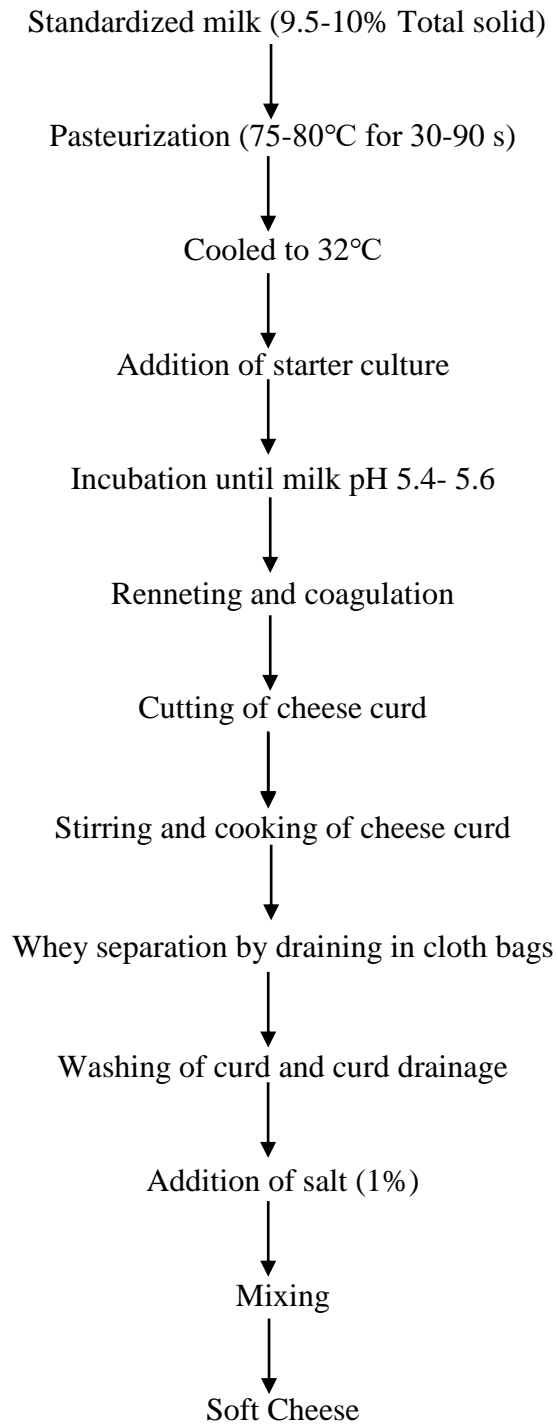 Standardized milk (9.5-10% Total solid)
Pasteurization (75-80°C for 30-90 s)
Cooled to 32°C
Addition of starter culture
Incubation until milk pH 5.4- 5.6
Renneting and coagulation
Cutting of cheese curd
Stirring and cooking of cheese curd
Whey separation by draining in cloth bags
Washing of curd and curd drainage
Addition of salt (1%)
Mixing
Soft Cheese